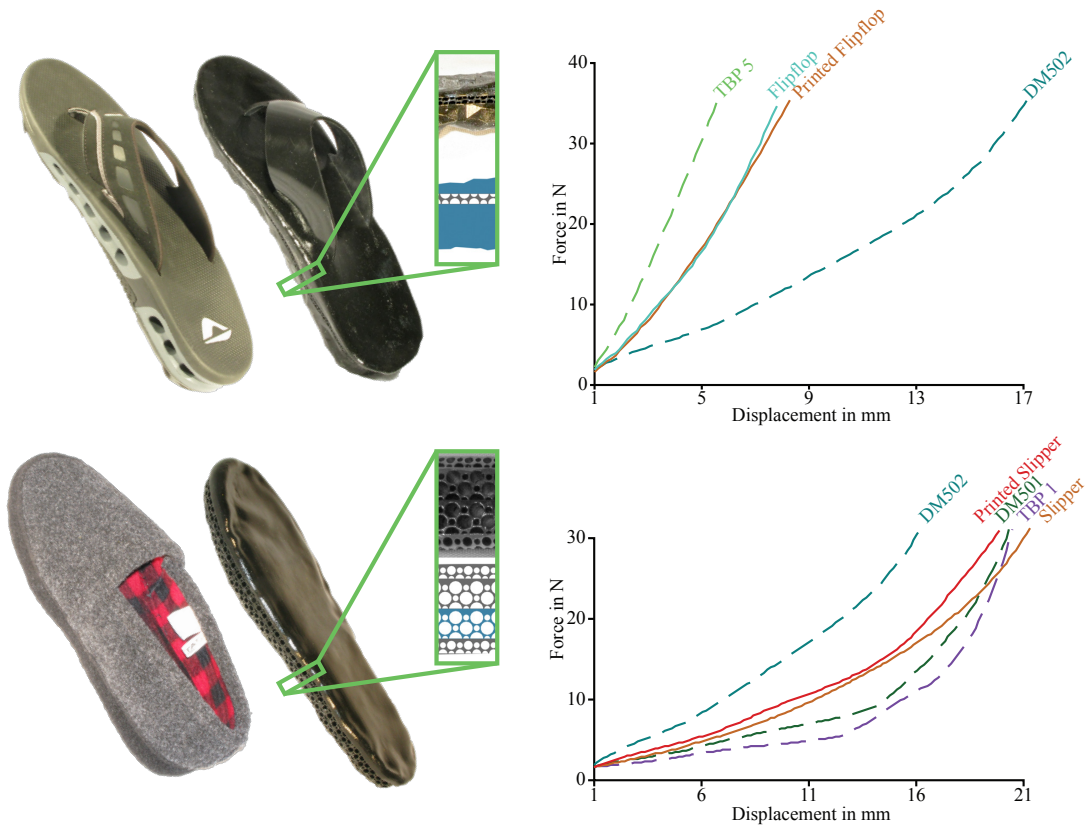 TBP 5
Flipflop
Printed Flipflop
DM502
Force in N
40
30
20
10
0
1
5
9
13
17
Displacement in mm
DM502
Printed Slipper
DM501
TBP 1
Slipper
Force in N
30
20
10
0
1
6
11
16
21
Displacement in mm